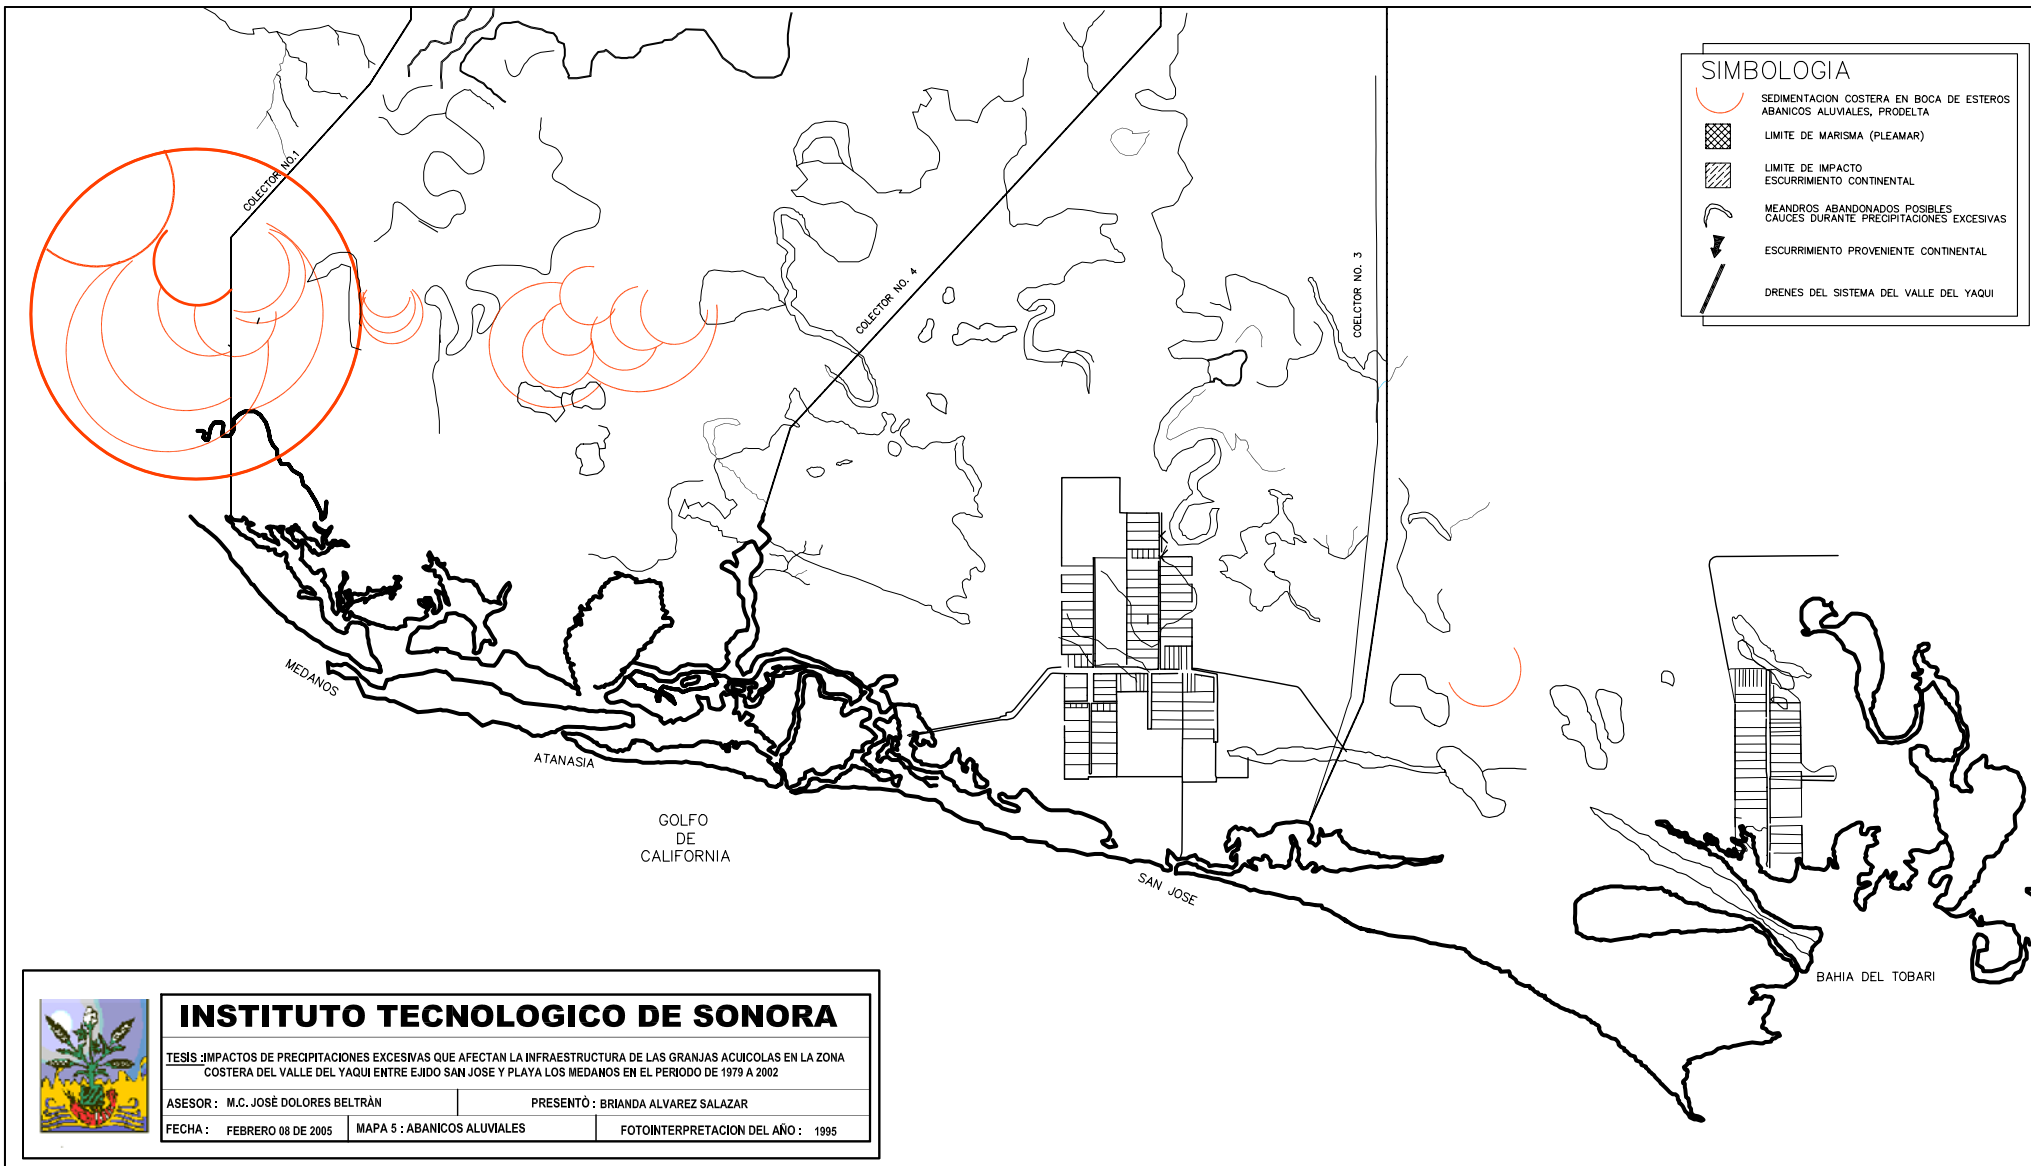 SIMBOLOGIA
SEDIMENTACION COSTERA EN BOCA DE ESTEROS
ABANICOS ALUVIALES, PRODELTA
LIMITE DE MARISMA (PLEAMAR)
LIMITE DE IMPACTO
ESCURRIMIENTO CONTINENTAL
MEANDROS ABANDONADOS POSIBLES
CAUCES DURANTE PRECIPITACIONES EXCESIVAS
ESCURRIMIENTO PROVENIENTE CONTINENTAL
DRENES DEL SISTEMA DEL VALLE DEL YAQUI
COLECTOR NO.1
COLECTOR NO. 4
COELCTOR NO. 3
MEDANOS
ATANASIA
GOLFO
DE
CALIFORNIA
SAN JOSE
BAHIA DEL TOBARI
INSTITUTO TECNOLOGICO DE SONORA
TESÍS :IMPACTOS DE PRECIPITACIONES EXCESIVAS QUE AFECTAN LA INFRAESTRUCTURA DE LAS GRANJAS ACUICOLAS EN LA ZONA
COSTERA DEL VALLE DEL YAQUI ENTRE EJIDO SAN JOSE Y PLAYA LOS MEDANOS EN EL PERIODO DE 1979 A 2002
ASESOR : M.C. JOSÈ DOLORES BELTRÀN
PRESENTÒ : BRIANDA ALVAREZ SALAZAR
FECHA : FEBRERO 08 DE 2005
MAPA 5 : ABANICOS ALUVIALES
FOTOINTERPRETACION DEL AÑO : 1995